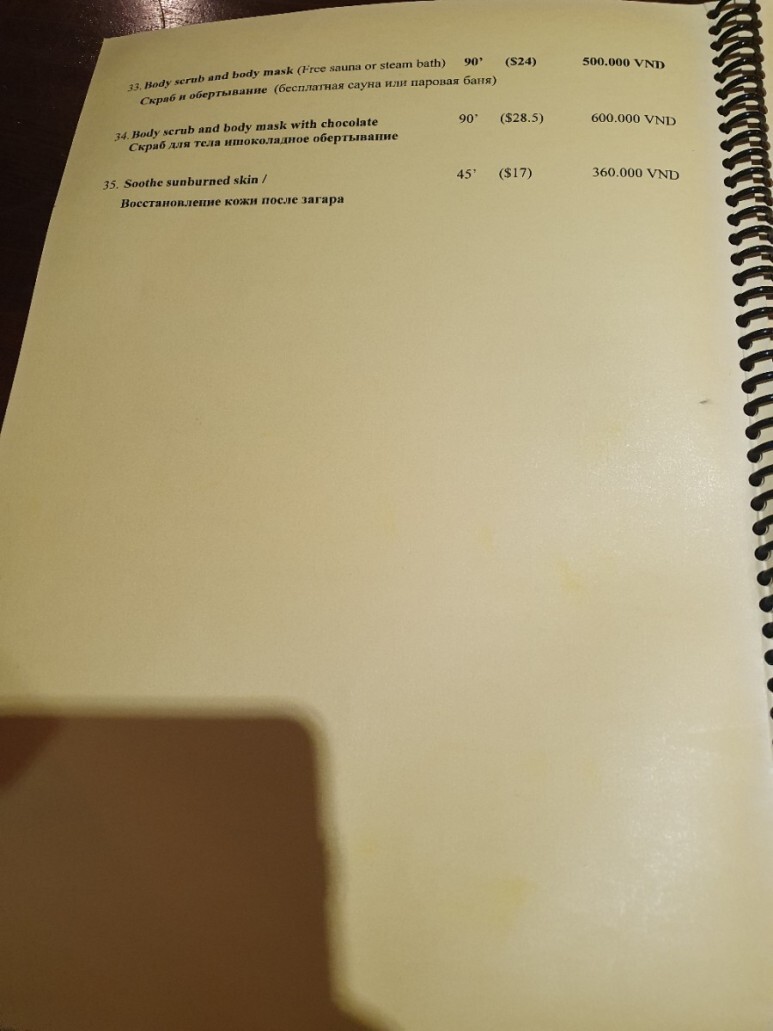 33. Body scrub and body mask (Free sauna or steam bath) 90' ($24) 500.000 VND
Скраб и обертывание (бесплатная сауна или паровая баня)
34. Body scrub and body mask with chocolate 90' ($28.5) 600.000 VND
Скраб для тела ишоколадное обертывание
35. Soothe sunburned skin / 45' ($17) 360.000 VND
Восстановление кожи после загара